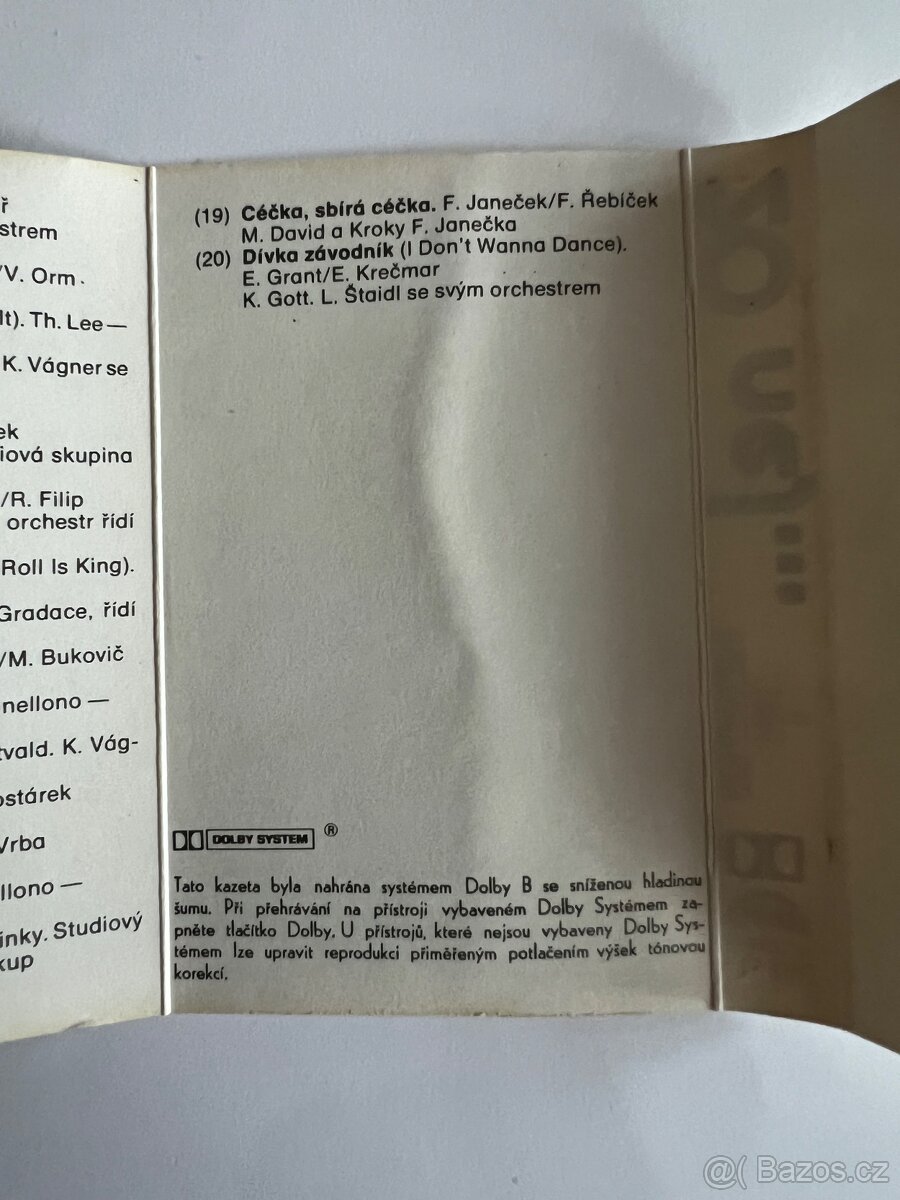 ř
strem
/V. Orm.
lt). Th. Lee—
K. Vágner se
ek
iová skupina
/R. Filip
orchestr řídí
Roll Is King).
Gradace, řídí
/M. Bukovič
nellono —
tvald. K. Vág-
ostárek
Vrba
llono —
inky. Studiový
kup
(19) Céčka, sbírá céčka. F. Janeček/F. Řebíček
M. David a Kroky F. Janečka
(20) Dívka závodník (I Don't Wanna Dance).
E. Grant/E. Krečmar
K. Gott. L. Štaidl se svým orchestrem
DOLBY SYSTEM ®
Tato kazeta byla nahrána systémem Dolby B se sníženou hladinou
šumu. Při přehrávání na přístroji vybaveném Dolby Systémem za-
pněte tlačítko Dolby. U přístrojů, které nejsou vybaveny Dolby Sys-
témem lze upravit reprodukci přiměřeným potlačením výšek tónovou
korekcí.
@( Bazos.cz